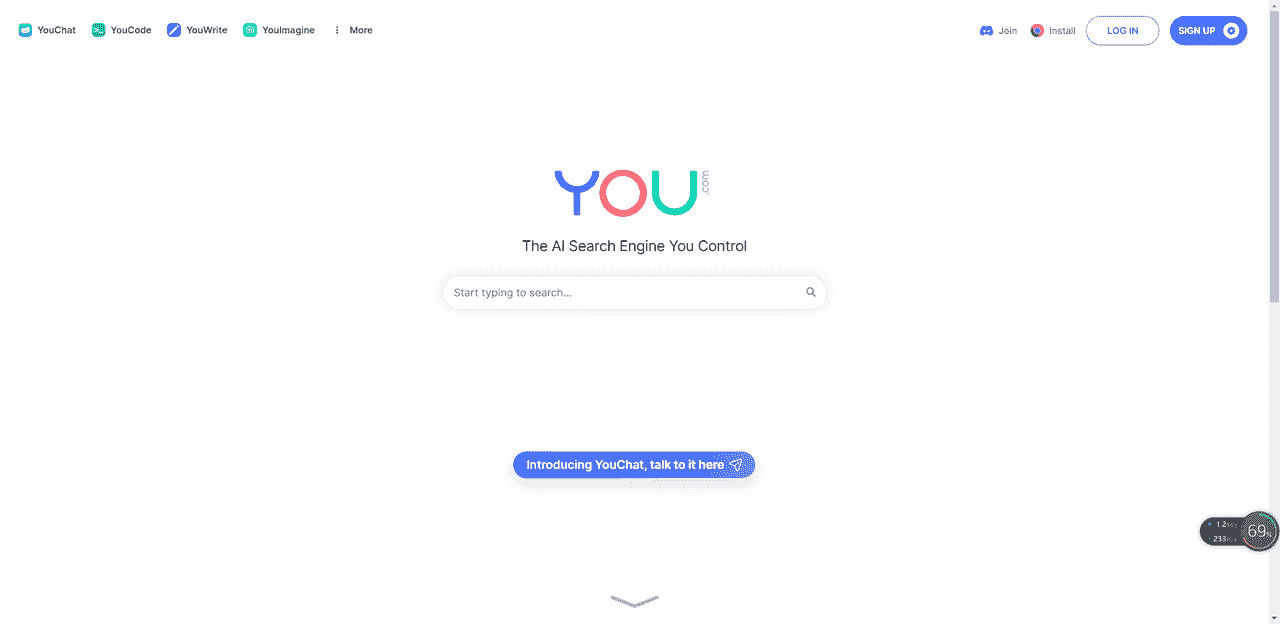 YouChat YouCode YouWrite YouImagine More Join Install LOG IN SIGN UP
YOU.com
The AI Search Engine You Control
Start typing to search...
Introducing YouChat, talk to it here
69%